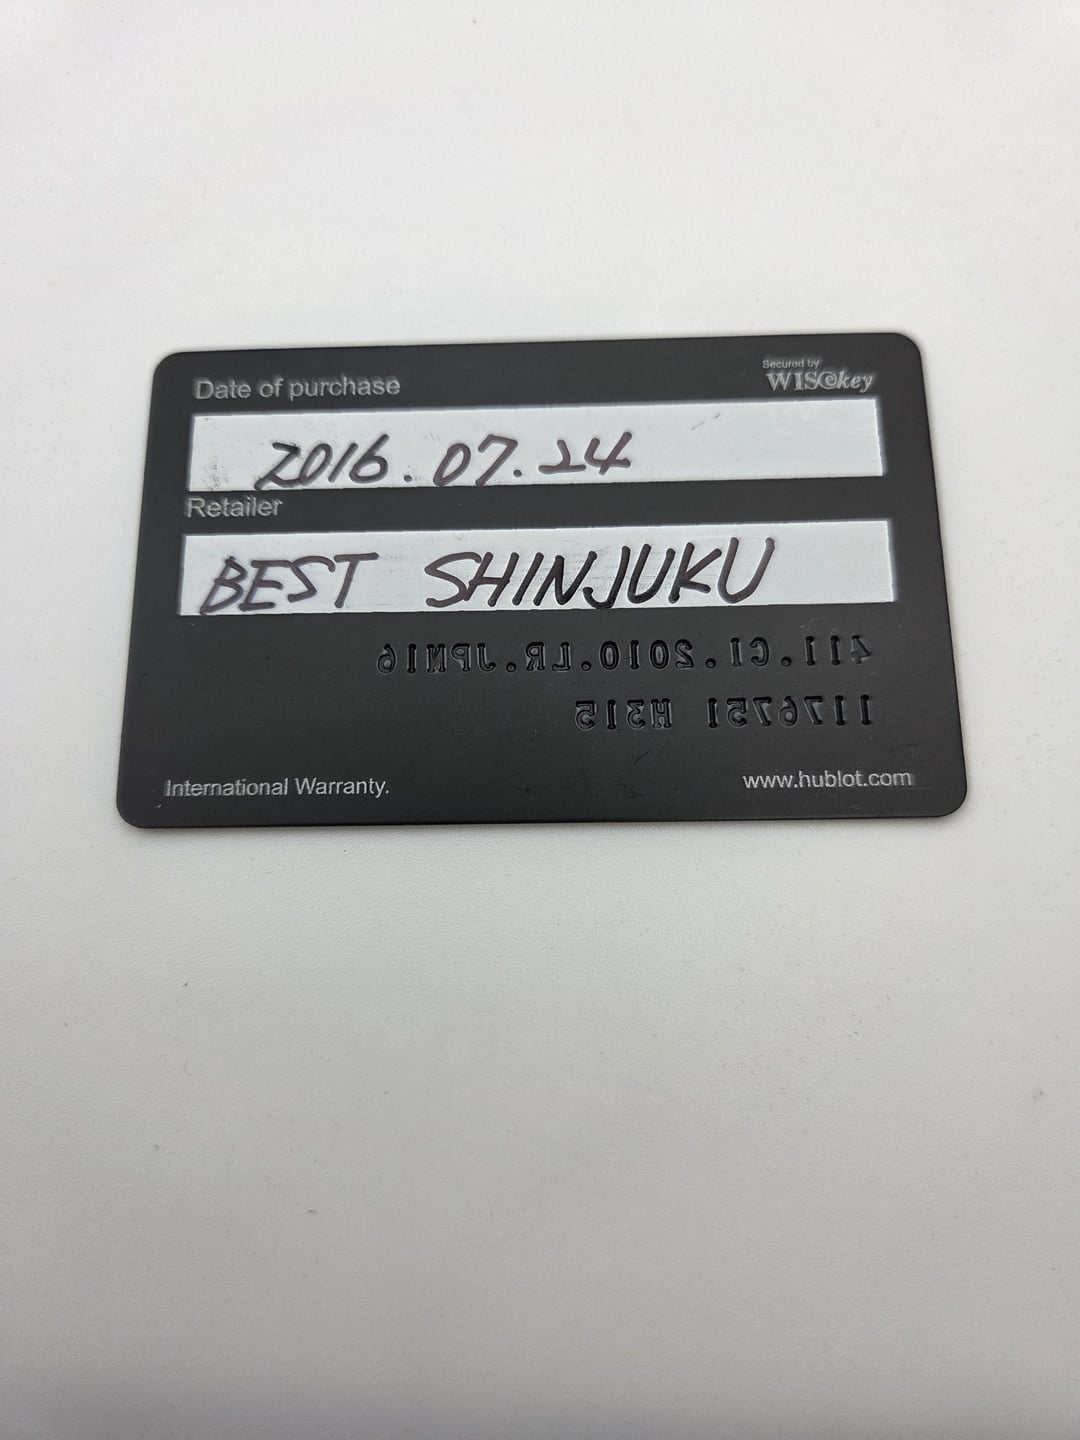 Date of purchase
Secured by
WISekey
2016.07.24
Retailer
BEST SHINJUKU
411.CI.2010.LR.JPN16
1176751 H315
International Warranty.
www.hublot.com